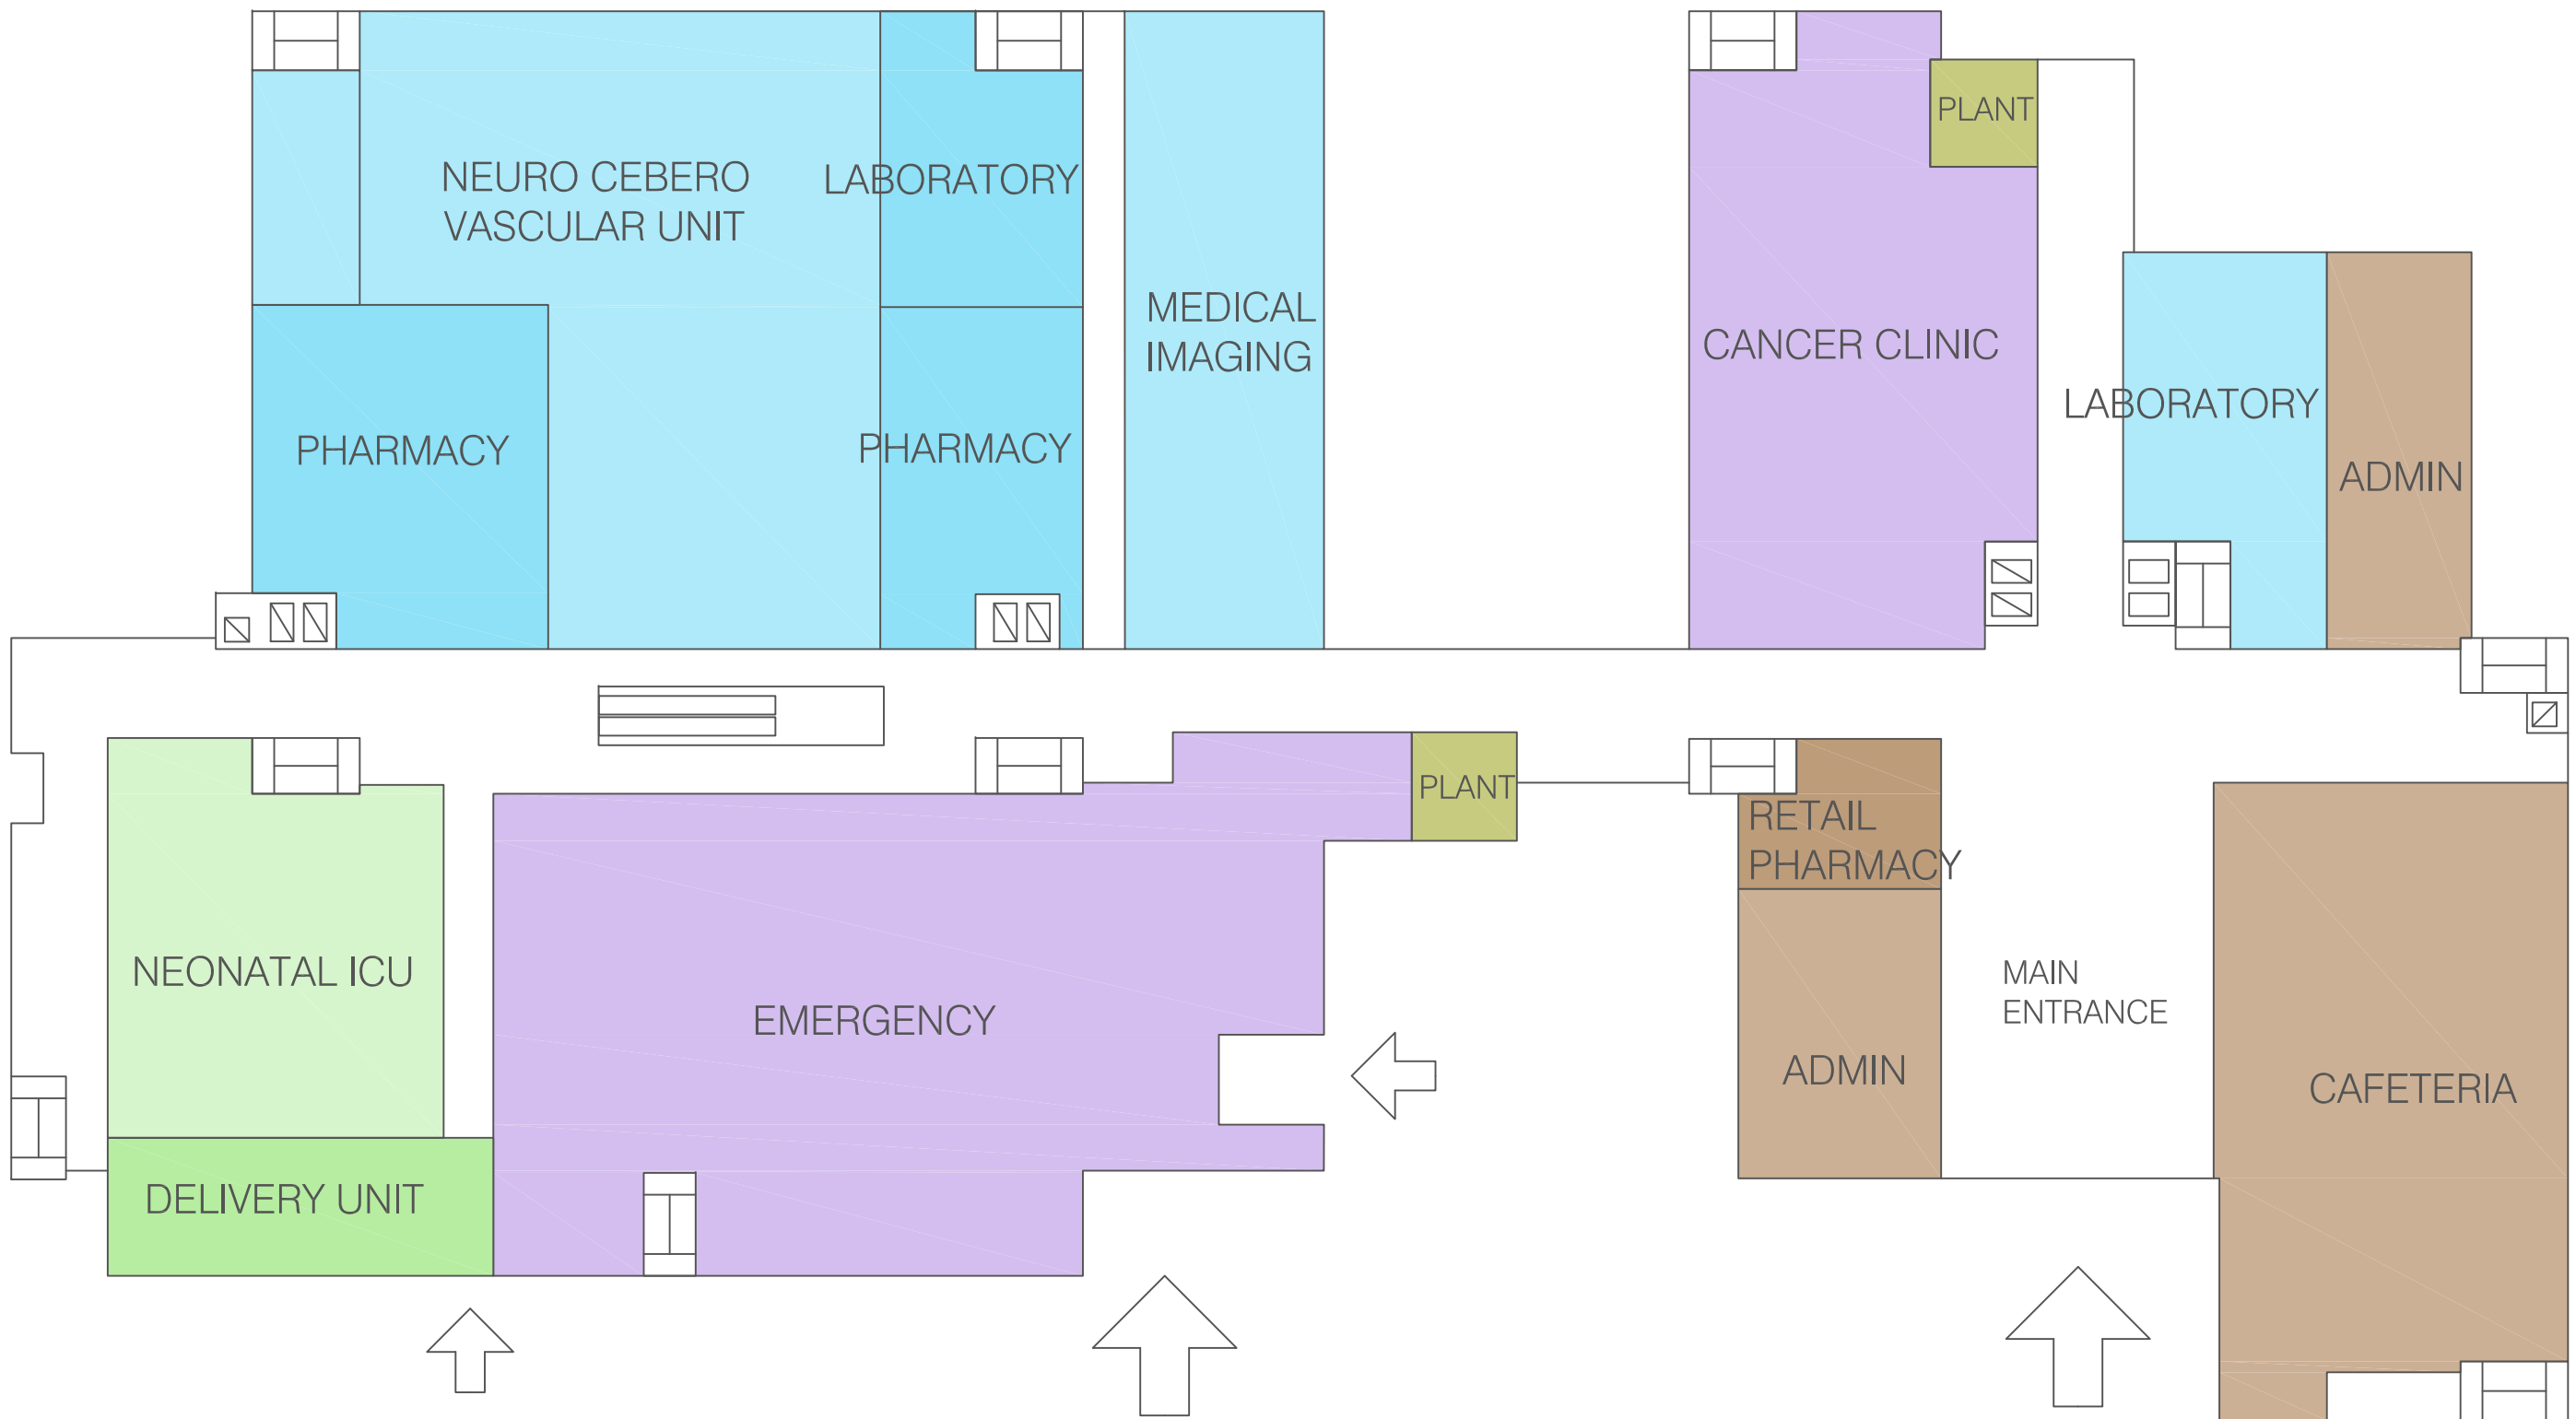 NEURO CEBERO
VASCULAR UNIT
LABORATORY
PHARMACY
PHARMACY
MEDICAL
IMAGING
PLANT
CANCER CLINIC
LABORATORY
ADMIN
NEONATAL ICU
DELIVERY UNIT
EMERGENCY
PLANT
RETAIL
PHARMACY
ADMIN
MAIN
ENTRANCE
CAFETERIA